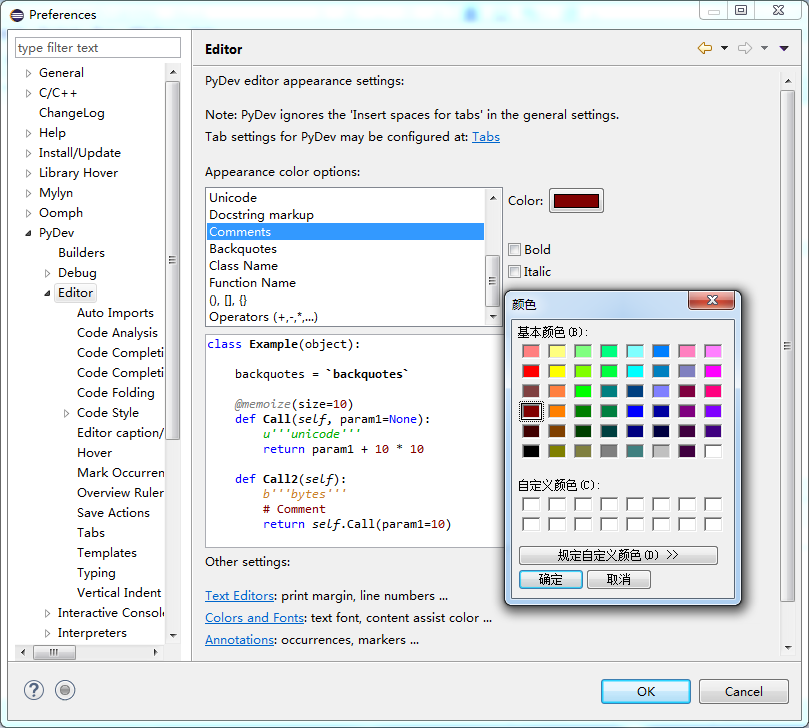 Preferences
type filter text
General
C/C++
ChangeLog
Help
Install/Update
Library Hover
Mylyn
Oomph
PyDev
Builders
Debug
Editor
Auto Imports
Code Analysis
Code Completi
Code Completi
Code Folding
Code Style
Editor caption/
Hover
Mark Occurren
Overview Ruler
Save Actions
Tabs
Templates
Typing
Vertical Indent
Interactive Console
Interpreters
Editor
PyDev editor appearance settings:
Note: PyDev ignores the 'Insert spaces for tabs' in the general settings.
Tab settings for PyDev may be configured at: Tabs
Appearance color options:
Unicode
Docstring markup
Comments
Backquotes
Class Name
Function Name
(), [], {}
Operators (+,-,*,...)
Color:
Bold
Italic
class Example(object):
backquotes = `backquotes`
@memoize(size=10)
def Call(self, param1=None):
u'''unicode'''
return param1 + 10 * 10
def Call2(self):
b'''bytes'''
# Comment
return self.Call(param1=10)
Other settings:
Text Editors: print margin, line numbers ...
Colors and Fonts: text font, content assist color ...
Annotations: occurrences, markers ...
颜色
基本颜色(B):
自定义颜色(C):
规定自定义颜色(D) >>
确定
取消
OK
Cancel